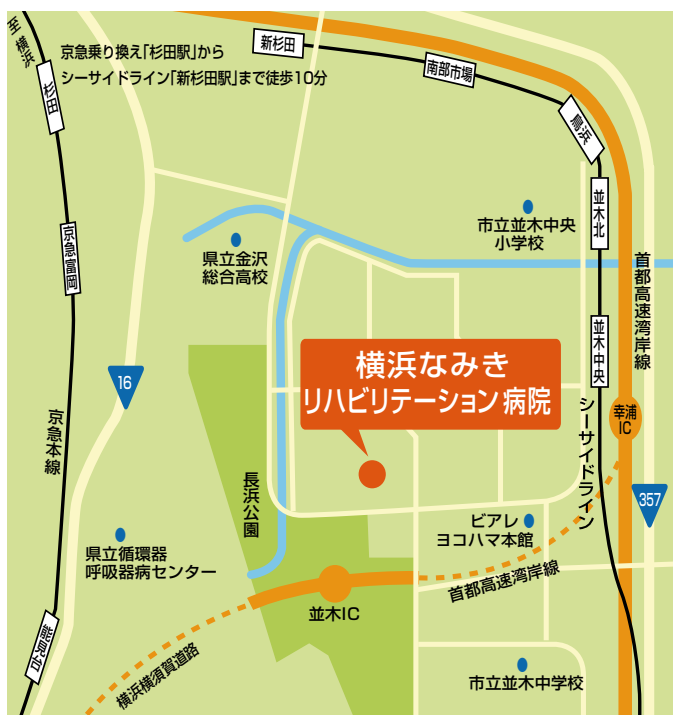 至横浜
京急乗り換え「杉田駅」から
シーサイドライン「新杉田駅」まで徒歩10分
新杉田
南部市場
杉田
鳥浜
並木北
市立並木中央
小学校
京急富岡
県立金沢
総合高校
首都高速湾岸線
並木中央
横浜なみき
リハビリテーション病院
16
幸浦
IC
シーサイドライン
京急本線
長浜公園
357
ビアレ
ヨコハマ本館
県立循環器
呼吸器病センター
首都高速湾岸線
並木IC
能見台
横浜横須賀道路
市立並木中学校